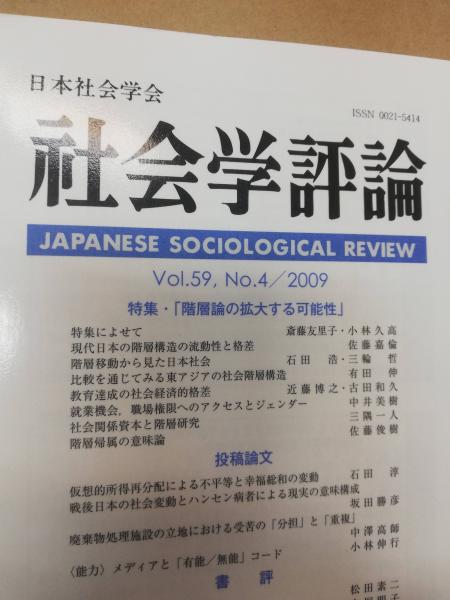 日本社会学会
ISSN 0021-5414
社会学評論
JAPANESE SOCIOLOGICAL REVIEW
Vol.59, No.4／2009
特集・「階層論の拡大する可能性」
特集によせて 斎藤友里子・小林久高
現代日本の階層構造の流動性と格差 佐藤嘉倫
階層移動から見た日本社会 石田 浩・三輪 哲
比較を通じてみる東アジアの社会階層構造 有田 伸
教育達成の社会経済的格差 近藤博之・古田和久
就業機会，職場権限へのアクセスとジェンダー 中井美樹
社会関係資本と階層研究 三隅一人
階層帰属の意味論 佐藤俊樹
投稿論文
仮想的所得再分配による不平等と幸福総和の変動 石田 淳
戦後日本の社会変動とハンセン病者による現実の意味構成
坂田勝彦
廃棄物処理施設の立地における受苦の「分担」と「重複」
中澤高師
〈能力〉メディアと「有能／無能」コード 小林伸行
書評
松田素二